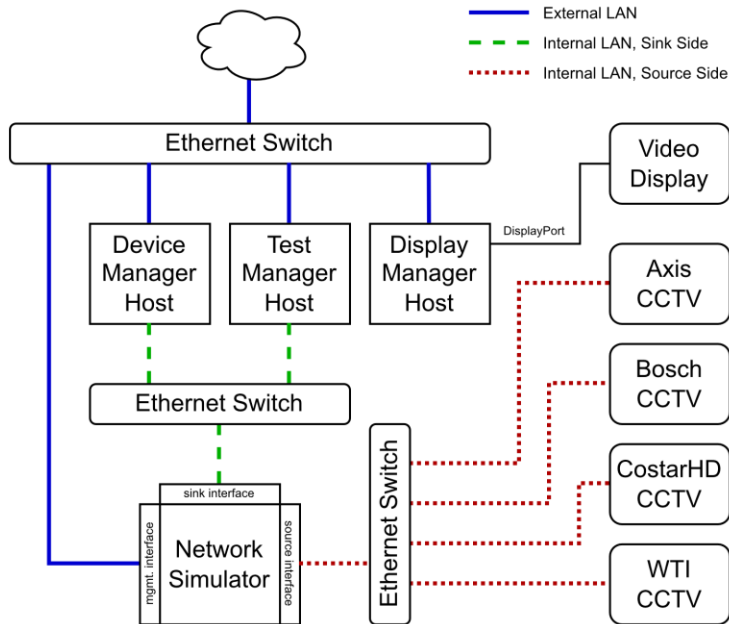 External LAN
Internal LAN, Sink Side
Internal LAN, Source Side
Ethernet Switch
Video
Display
DisplayPort
Device
Manager
Host
Test
Manager
Host
Display
Manager
Host
Axis
CCTV
Bosch
CCTV
Ethernet Switch
Ethernet Switch
CostarHD
CCTV
sink interface
mgmt. interface
Network
Simulator
source interface
WTI
CCTV